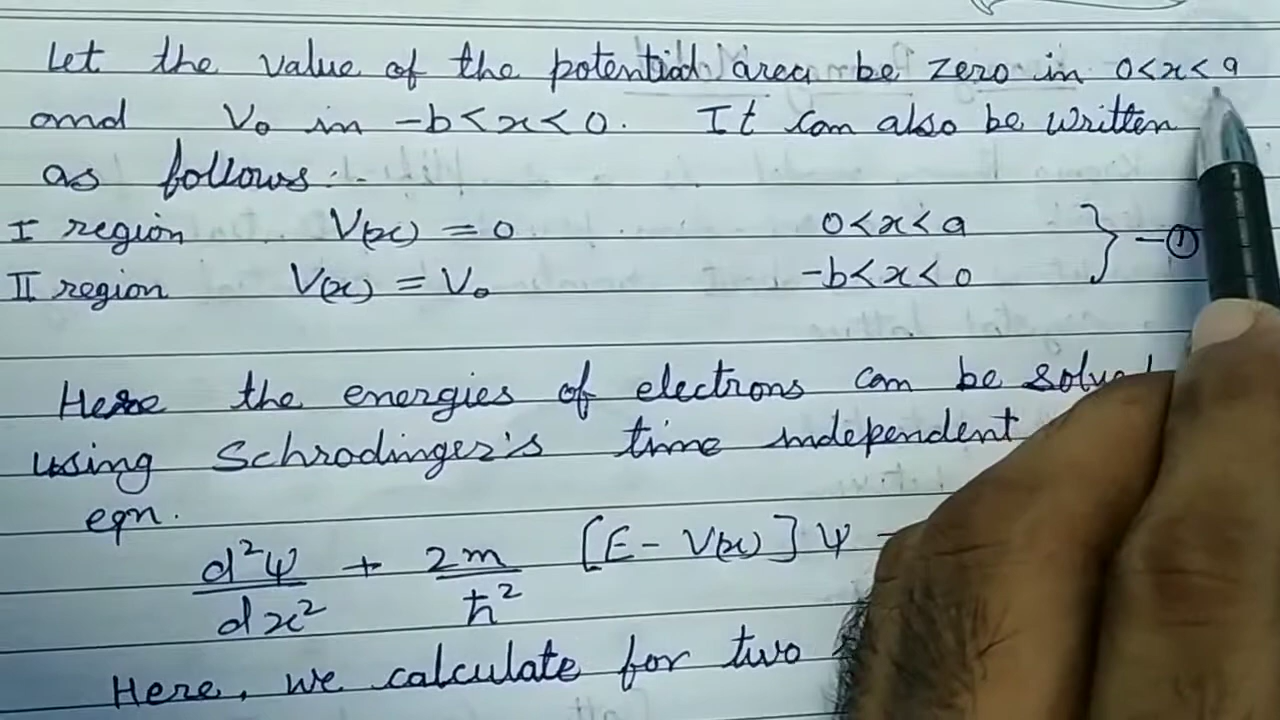 Let the value of the potential area be zero in 0<x<a
and V₀ in -b<x<0. It can also be written
as follows:-
I region V(x) = 0 0<x<a
II region V(x) = V₀ -b<x<0 } - ①
Here the energies of electrons can be
using Schrodinger's time independent
eqn.
d²ψ/dx² + 2m/ħ² [E - V(x)] ψ
Here, we calculate for two